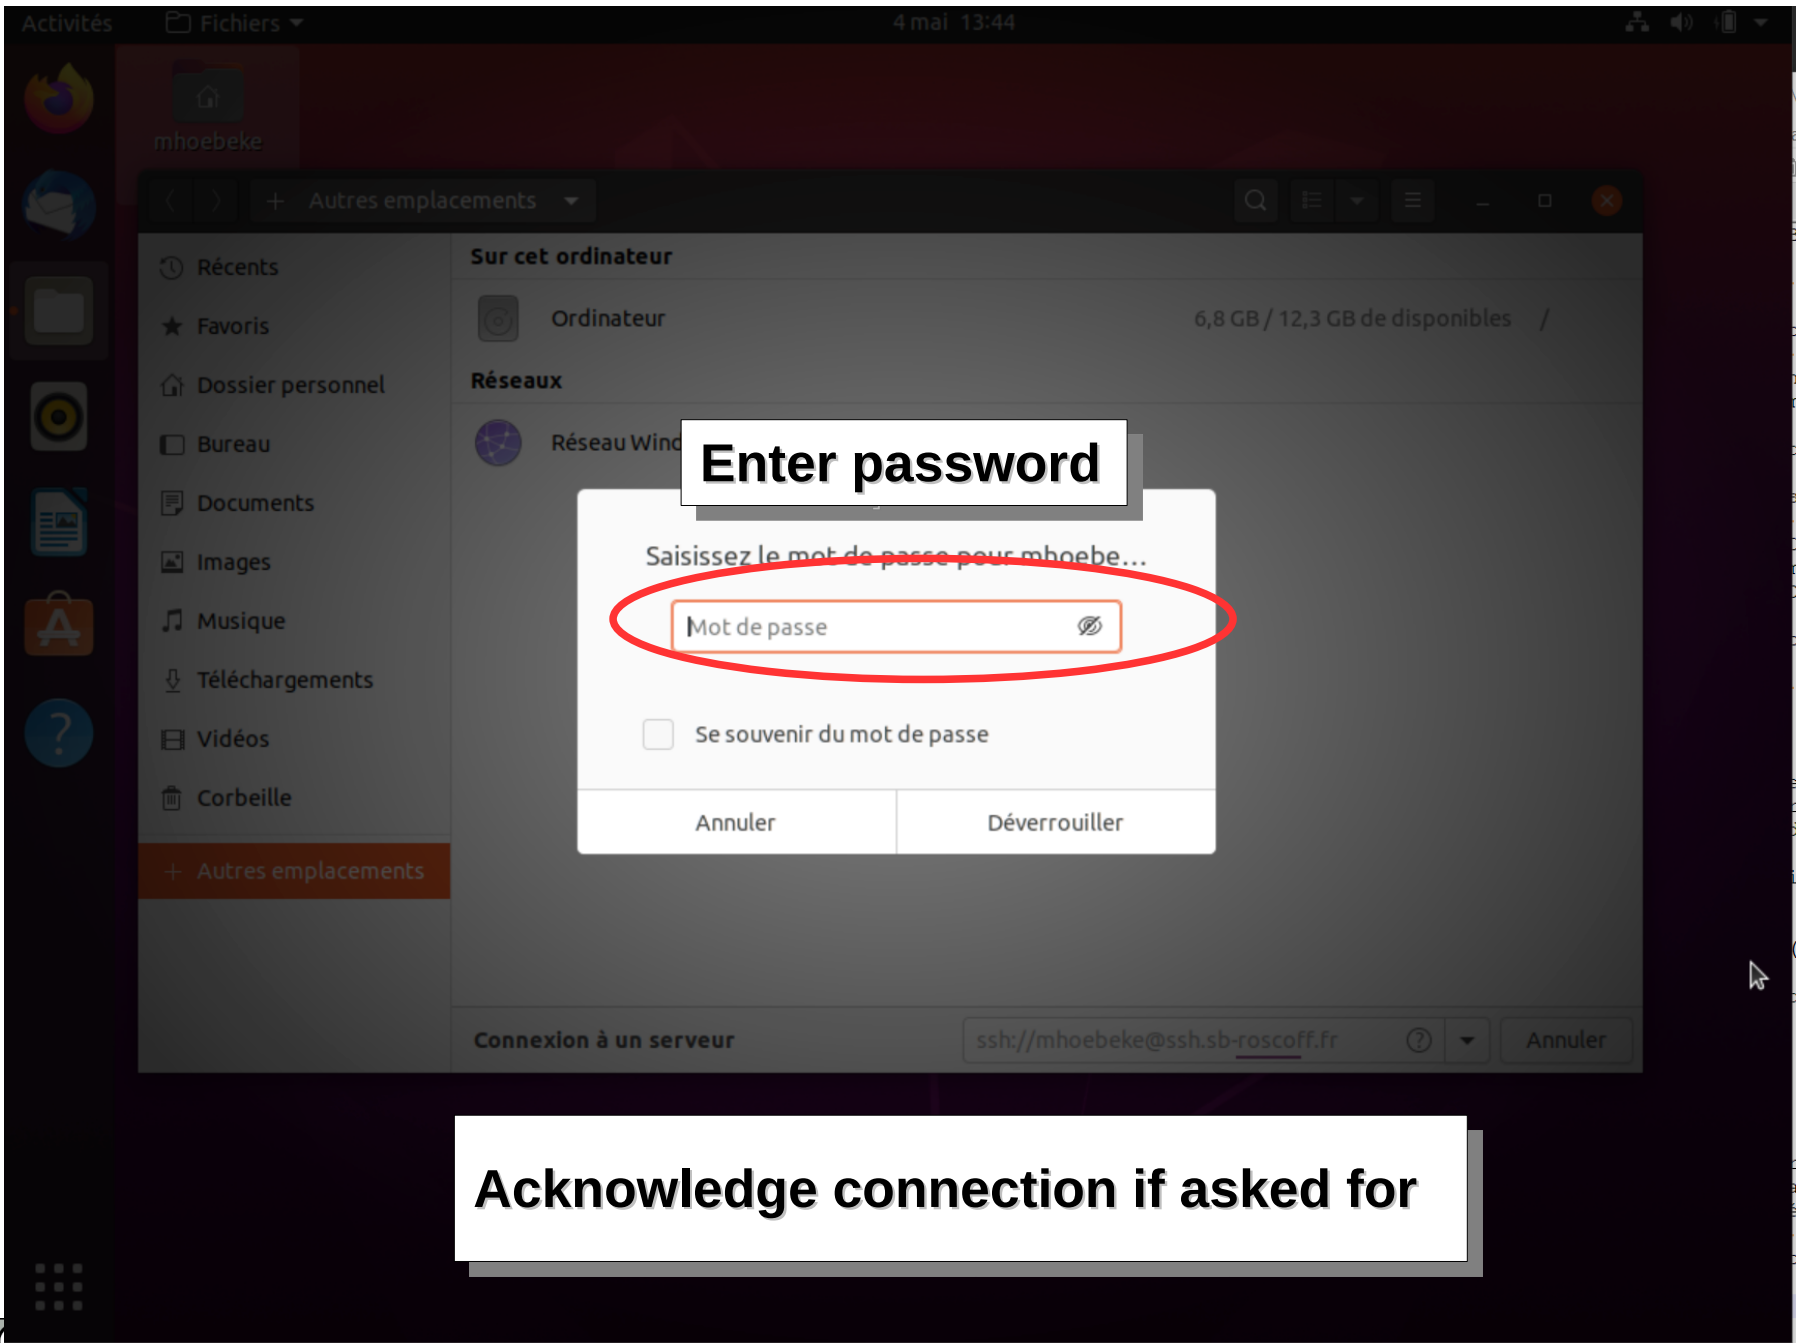 Activités
Fichiers
4 mai 13:44
mhoebeke
Autres emplacements
Récents
Favoris
Dossier personnel
Bureau
Documents
Images
Musique
Téléchargements
Vidéos
Corbeille
Autres emplacements
Sur cet ordinateur
Ordinateur
6,8 GB / 12,3 GB de disponibles /
Réseaux
Réseau Wind
Enter password
Saisissez le mot de passe pour mhoebe…
Mot de passe
Se souvenir du mot de passe
Annuler
Déverrouiller
Connexion à un serveur
ssh://mhoebeke@ssh.sb-roscoff.fr
Annuler
Acknowledge connection if asked for